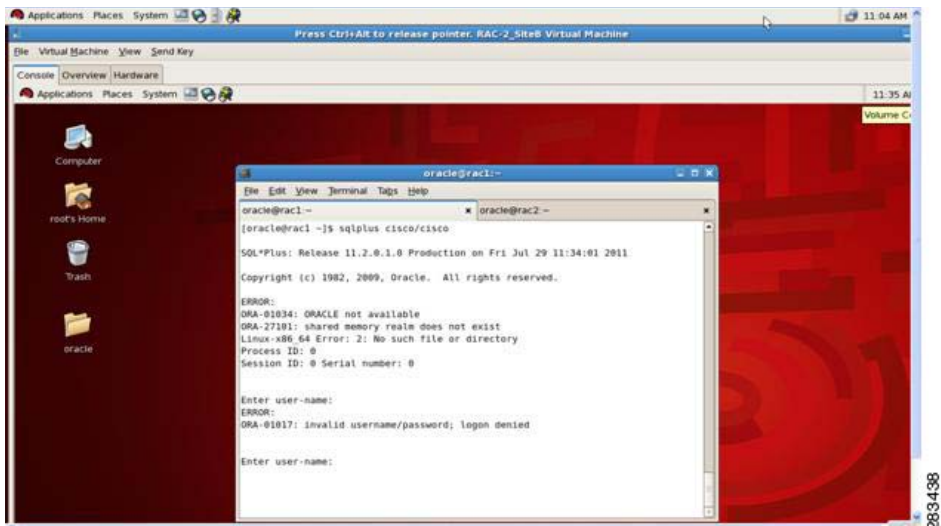 Applications Places System 11:04 AM
Press Ctrl+Alt to release pointer. RAC-2_SiteB Virtual Machine
File Virtual Machine View Send Key
Console Overview Hardware
Applications Places System 11:35 A
Volume C
Computer
root's Home
Trash
oracle
oracle@rac1:~
File Edit View Terminal Tabs Help
oracle@rac1:~ oracle@rac2:~
[oracle@rac1 ~]$ sqlplus cisco/cisco
SQL*Plus: Release 11.2.0.1.0 Production on Fri Jul 29 11:34:01 2011
Copyright (c) 1982, 2009, Oracle. All rights reserved.
ERROR:
ORA-01034: ORACLE not available
ORA-27101: shared memory realm does not exist
Linux-x86_64 Error: 2: No such file or directory
Process ID: 0
Session ID: 0 Serial number: 0
Enter user-name:
ERROR:
ORA-01017: invalid username/password; logon denied
Enter user-name:
283438